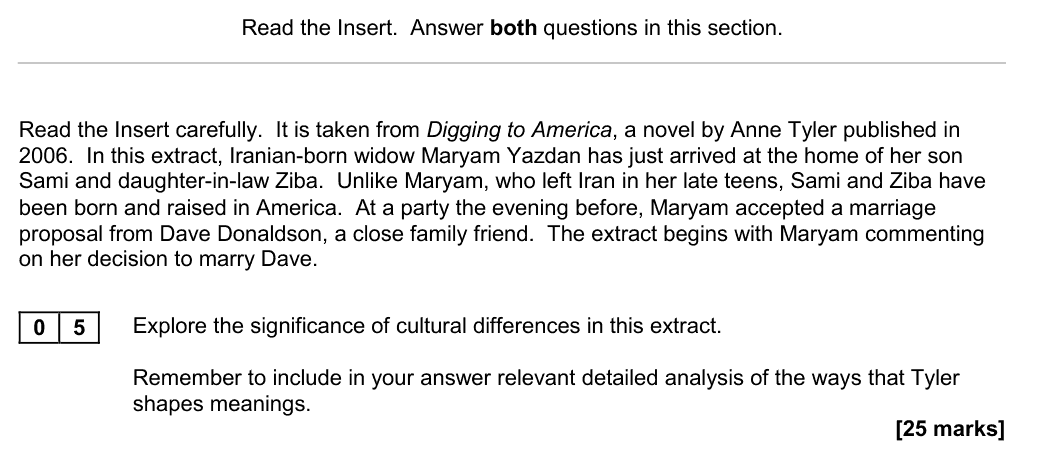 Read the Insert.  Answer both questions in this section.
Read the Insert carefully.  It is taken from Digging to America, a novel by Anne Tyler published in
2006.  In this extract, Iranian-born widow Maryam Yazdan has just arrived at the home of her son
Sami and daughter-in-law Ziba.  Unlike Maryam, who left Iran in her late teens, Sami and Ziba have
been born and raised in America.  At a party the evening before, Maryam accepted a marriage
proposal from Dave Donaldson, a close family friend.  The extract begins with Maryam commenting
on her decision to marry Dave.
0 5 Explore the significance of cultural differences in this extract.
Remember to include in your answer relevant detailed analysis of the ways that Tyler
shapes meanings.
[25 marks]